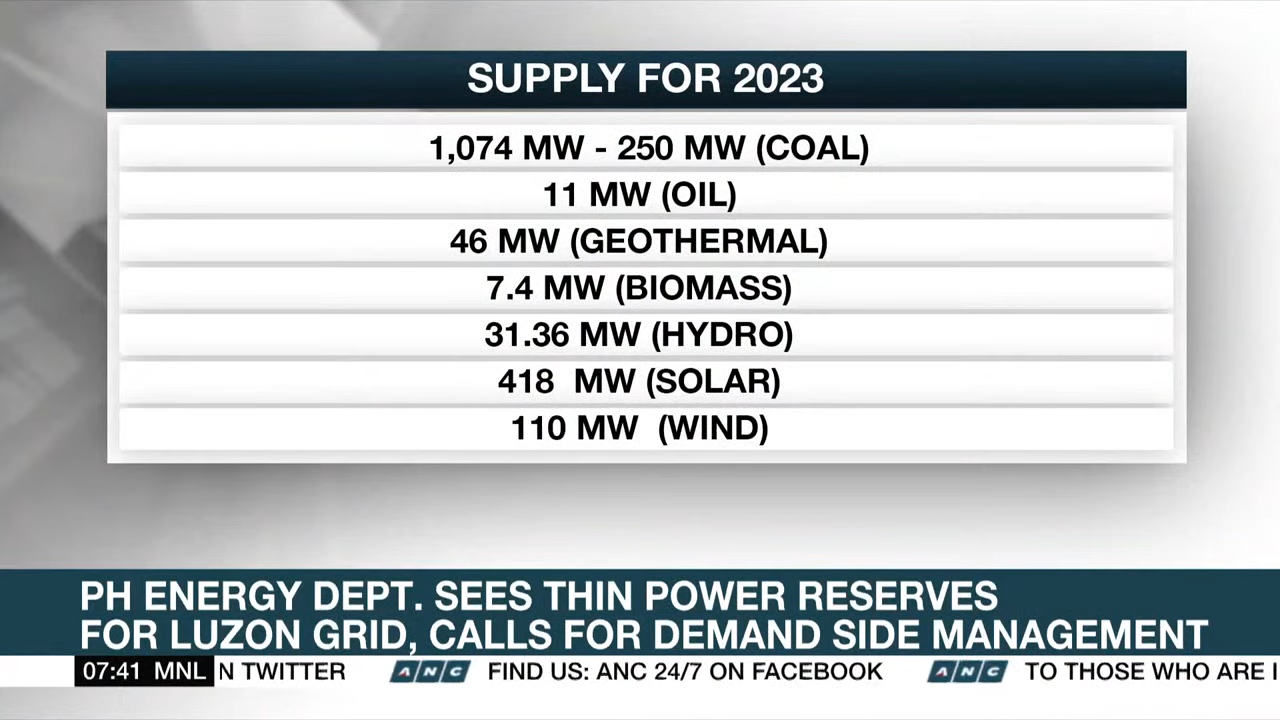 SUPPLY FOR 2023
1,074 MW - 250 MW (COAL)
11 MW (OIL)
46 MW (GEOTHERMAL)
7.4 MW (BIOMASS)
31.36 MW (HYDRO)
418 MW (SOLAR)
110 MW (WIND)
PH ENERGY DEPT. SEES THIN POWER RESERVES
FOR LUZON GRID, CALLS FOR DEMAND SIDE MANAGEMENT
07:41 MNL N TWITTER ANC FIND US: ANC 24/7 ON FACEBOOK ANC TO THOSE WHO ARE I